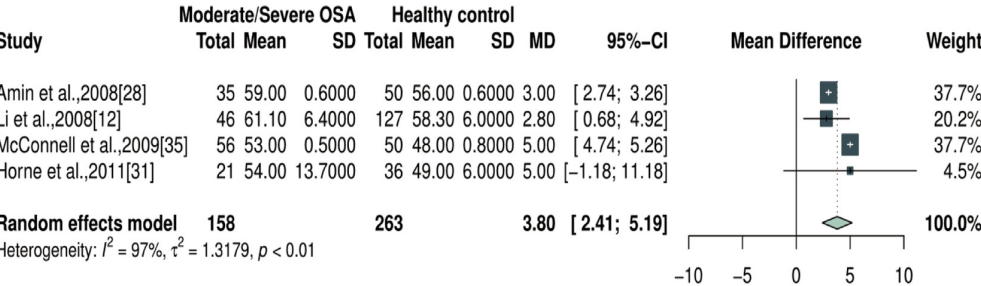 Moderate/Severe OSA Healthy control
Study Total Mean SD Total Mean SD MD 95%−CI Mean Difference Weight
Amin et al.,2008[28] 35 59.00 0.6000 50 56.00 0.6000 3.00 [ 2.74; 3.26] 37.7%
Li et al.,2008[12] 46 61.10 6.4000 127 58.30 6.0000 2.80 [ 0.68; 4.92] 20.2%
McConnell et al.,2009[35] 56 53.00 0.5000 50 48.00 0.8000 5.00 [ 4.74; 5.26] 37.7%
Horne et al.,2011[31] 21 54.00 13.7000 36 49.00 6.0000 5.00 [−1.18; 11.18] 4.5%
Random effects model 158 263 3.80 [ 2.41; 5.19] 100.0%
Heterogeneity: I² = 97%, τ² = 1.3179, p < 0.01
−10 −5 0 5 10